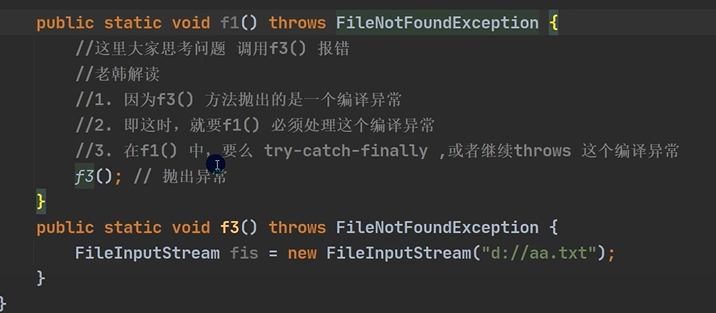 public static void f1() throws FileNotFoundException {
//这里大家思考问题 调用f3() 报错
//老韩解读
//1. 因为f3() 方法抛出的是一个编译异常
//2. 即这时，就要f1() 必须处理这个编译异常
//3. 在f1() 中，要么 try-catch-finally ,或者继续throws 这个编译异常
f3(); // 抛出异常
}
public static void f3() throws FileNotFoundException {
FileInputStream fis = new FileInputStream("d://aa.txt");
}
}